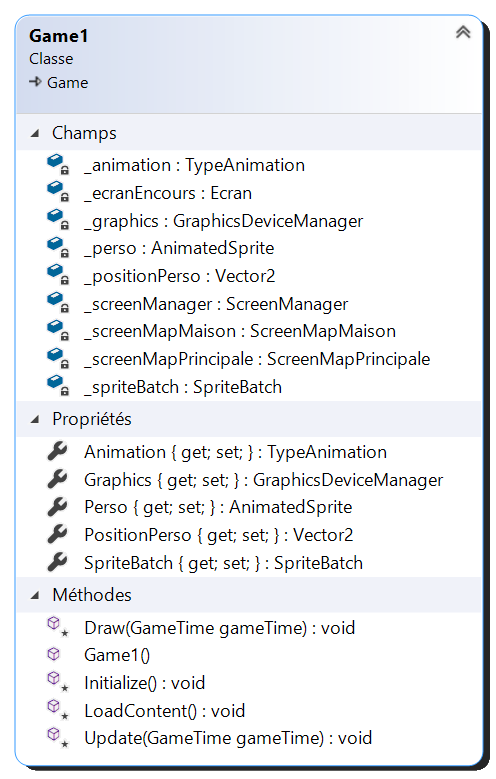 Game1
Classe
Game
Champs
_animation : TypeAnimation
_ecranEncours : Ecran
_graphics : GraphicsDeviceManager
_perso : AnimatedSprite
_positionPerso : Vector2
_screenManager : ScreenManager
_screenMapMaison : ScreenMapMaison
_screenMapPrincipale : ScreenMapPrincipale
_spriteBatch : SpriteBatch
Propriétés
Animation { get; set; } : TypeAnimation
Graphics { get; set; } : GraphicsDeviceManager
Perso { get; set; } : AnimatedSprite
PositionPerso { get; set; } : Vector2
SpriteBatch { get; set; } : SpriteBatch
Méthodes
Draw(GameTime gameTime) : void
Game1()
Initialize() : void
LoadContent() : void
Update(GameTime gameTime) : void